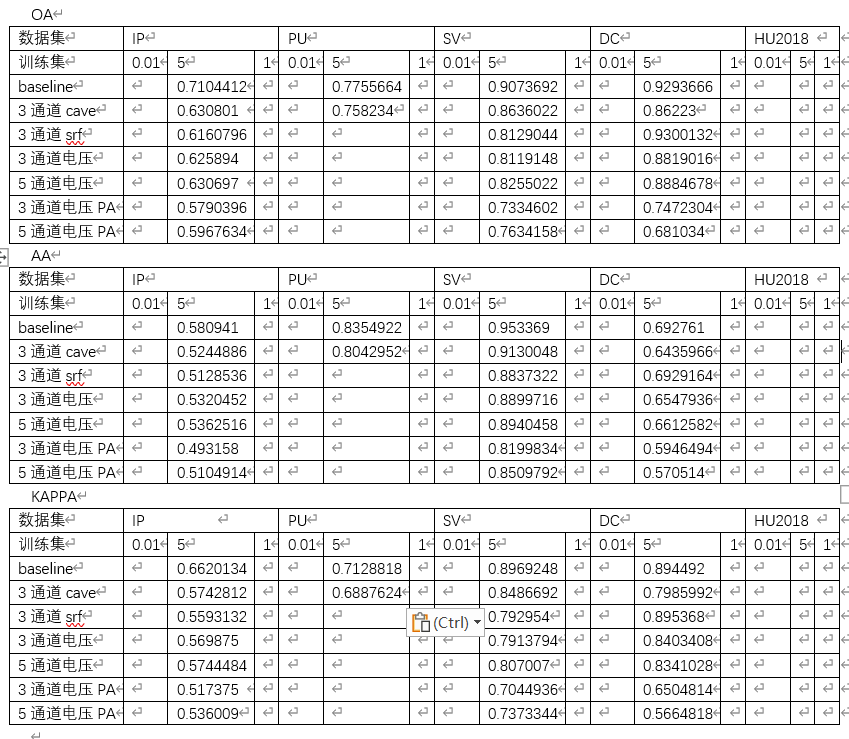 OA
数据集 IP PU SV DC HU2018
训练集 0.01 5 1 0.01 5 1 0.01 5 1 0.01 5 1 0.01 5 1
baseline 0.7104412 0.7755664 0.9073692 0.9293666
3 通道 cave 0.630801 0.758234 0.8636022 0.86223
3 通道 srf 0.6160796 0.8129044 0.9300132
3 通道电压 0.625894 0.8119148 0.8819016
5 通道电压 0.630697 0.8255022 0.8884678
3 通道电压 PA 0.5790396 0.7334602 0.7472304
5 通道电压 PA 0.5967634 0.7634158 0.681034
AA
数据集 IP PU SV DC HU2018
训练集 0.01 5 1 0.01 5 1 0.01 5 1 0.01 5 1 0.01 5 1
baseline 0.580941 0.8354922 0.953369 0.692761
3 通道 cave 0.5244886 0.8042952 0.9130048 0.6435966
3 通道 srf 0.5128536 0.8837322 0.6929164
3 通道电压 0.5320452 0.8899716 0.6547936
5 通道电压 0.5362516 0.8940458 0.6612582
3 通道电压 PA 0.493158 0.8199834 0.5946494
5 通道电压 PA 0.5104914 0.8509792 0.570514
KAPPA
数据集 IP PU SV DC HU2018
训练集 0.01 5 1 0.01 5 1 0.01 5 1 0.01 5 1 0.01 5 1
baseline 0.6620134 0.7128818 0.8969248 0.894492
3 通道 cave 0.5742812 0.6887624 0.8486692 0.7985992
3 通道 srf 0.5593132 (Ctrl) 0.792954 0.895368
3 通道电压 0.569875 0.7913794 0.8403408
5 通道电压 0.5744484 0.807007 0.8341028
3 通道电压 PA 0.517375 0.7044936 0.6504814
5 通道电压 PA 0.536009 0.7373344 0.5664818